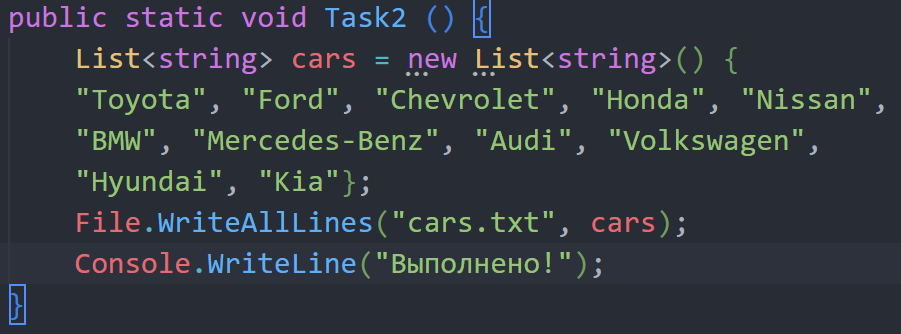 public static void Task2 () {
List<string> cars = new List<string>() {
"Toyota", "Ford", "Chevrolet", "Honda", "Nissan",
"BMW", "Mercedes-Benz", "Audi", "Volkswagen",
"Hyundai", "Kia"};
File.WriteAllLines("cars.txt", cars);
Console.WriteLine("Выполнено!");
}